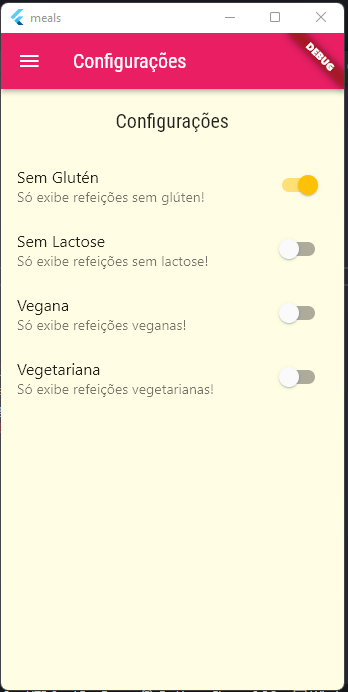 meals
Configurações
DEBUG
Configurações
Sem Glutén
Só exibe refeições sem glúten!
Sem Lactose
Só exibe refeições sem lactose!
Vegana
Só exibe refeições veganas!
Vegetariana
Só exibe refeições vegetarianas!